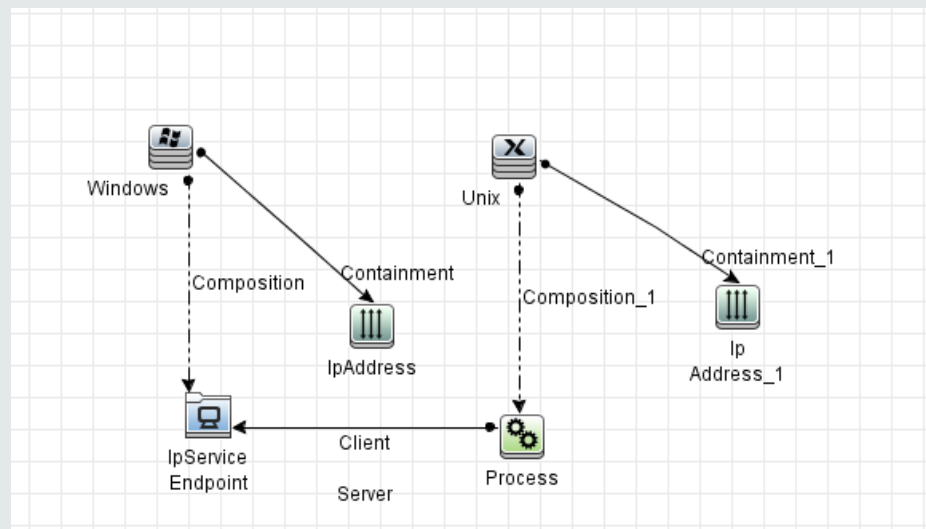 Windows
Unix
Containment
Containment_1
Composition
Composition_1
IpAddress
Ip
Address_1
IpService
Endpoint
Client
Server
Process